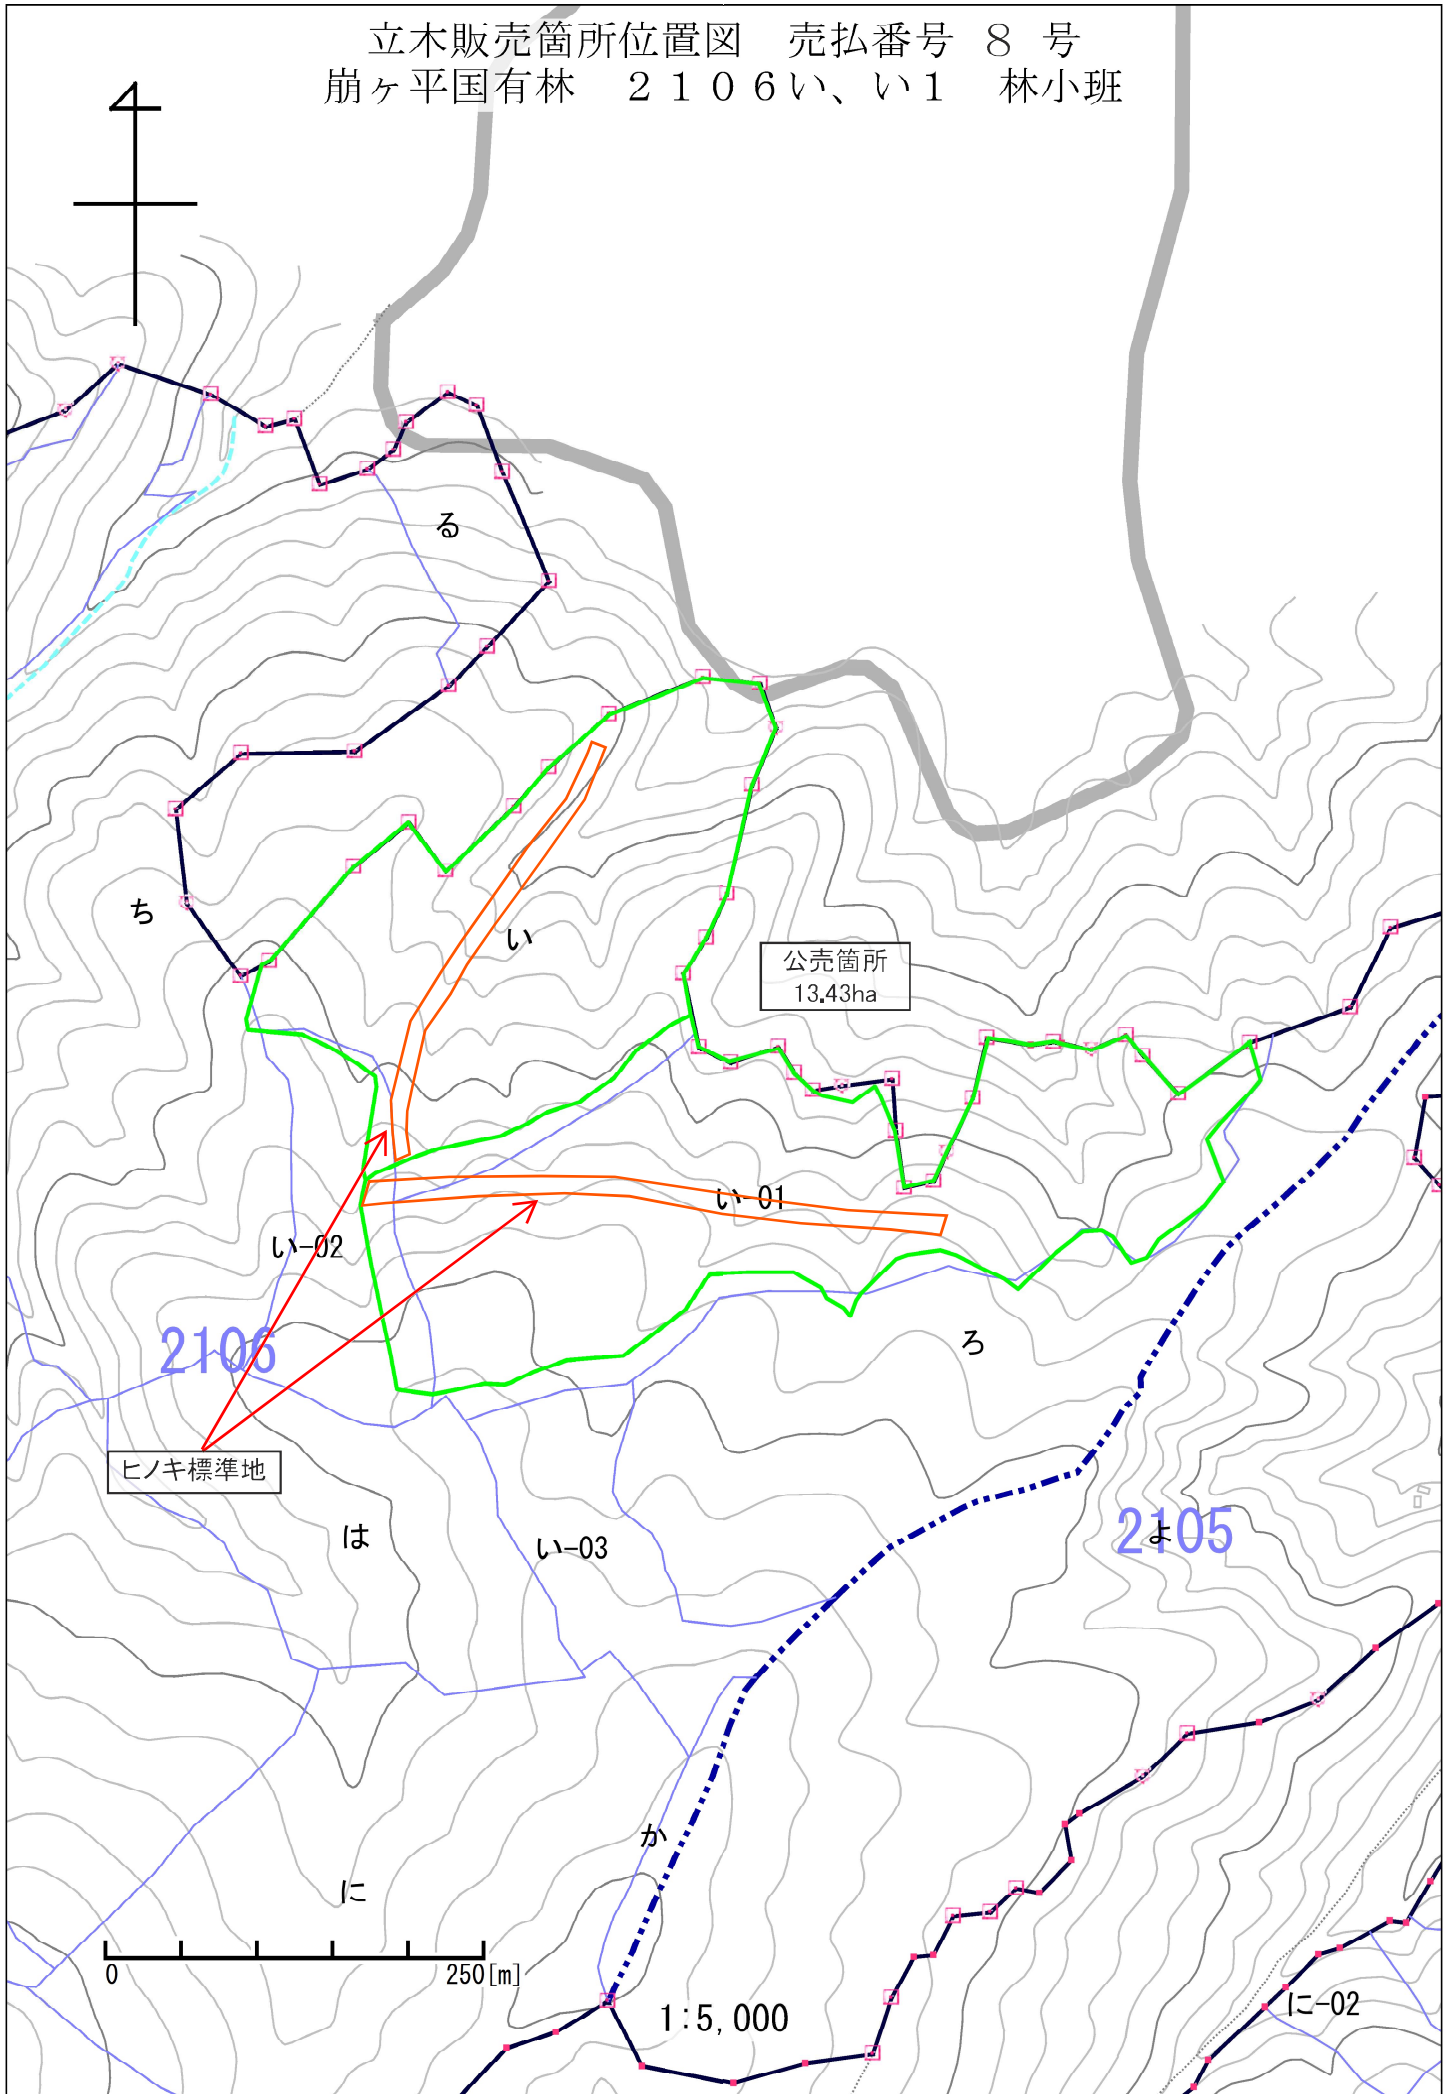 立木販売箇所位置図　売払番号　８　号
崩ヶ平国有林　２１０６い、い１　林小班
る
ち
い
公売箇所
13.43ha
い-01
い-02
2106
ろ
ヒノキ標準地
は
い-03
2105
よ
か
に
0 250[m]
に-02
1:5,000